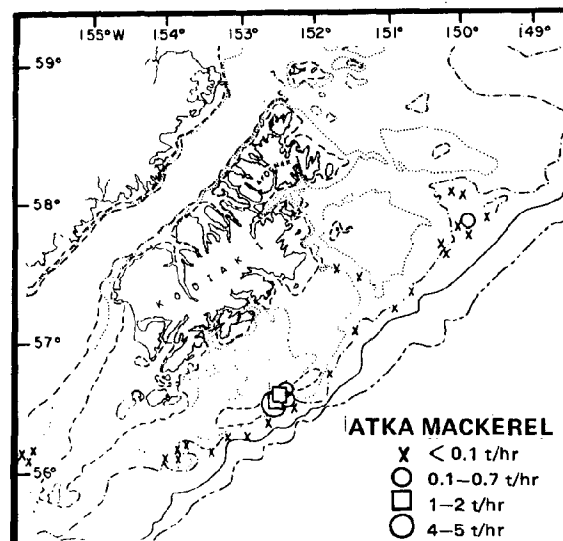 155°W 154° 153° 152° 151° 150° 149°
59°
58°
57°
56°
KODIAK
ATKA MACKEREL
X < 0.1 t/hr
0.1–0.7 t/hr
1–2 t/hr
4–5 t/hr